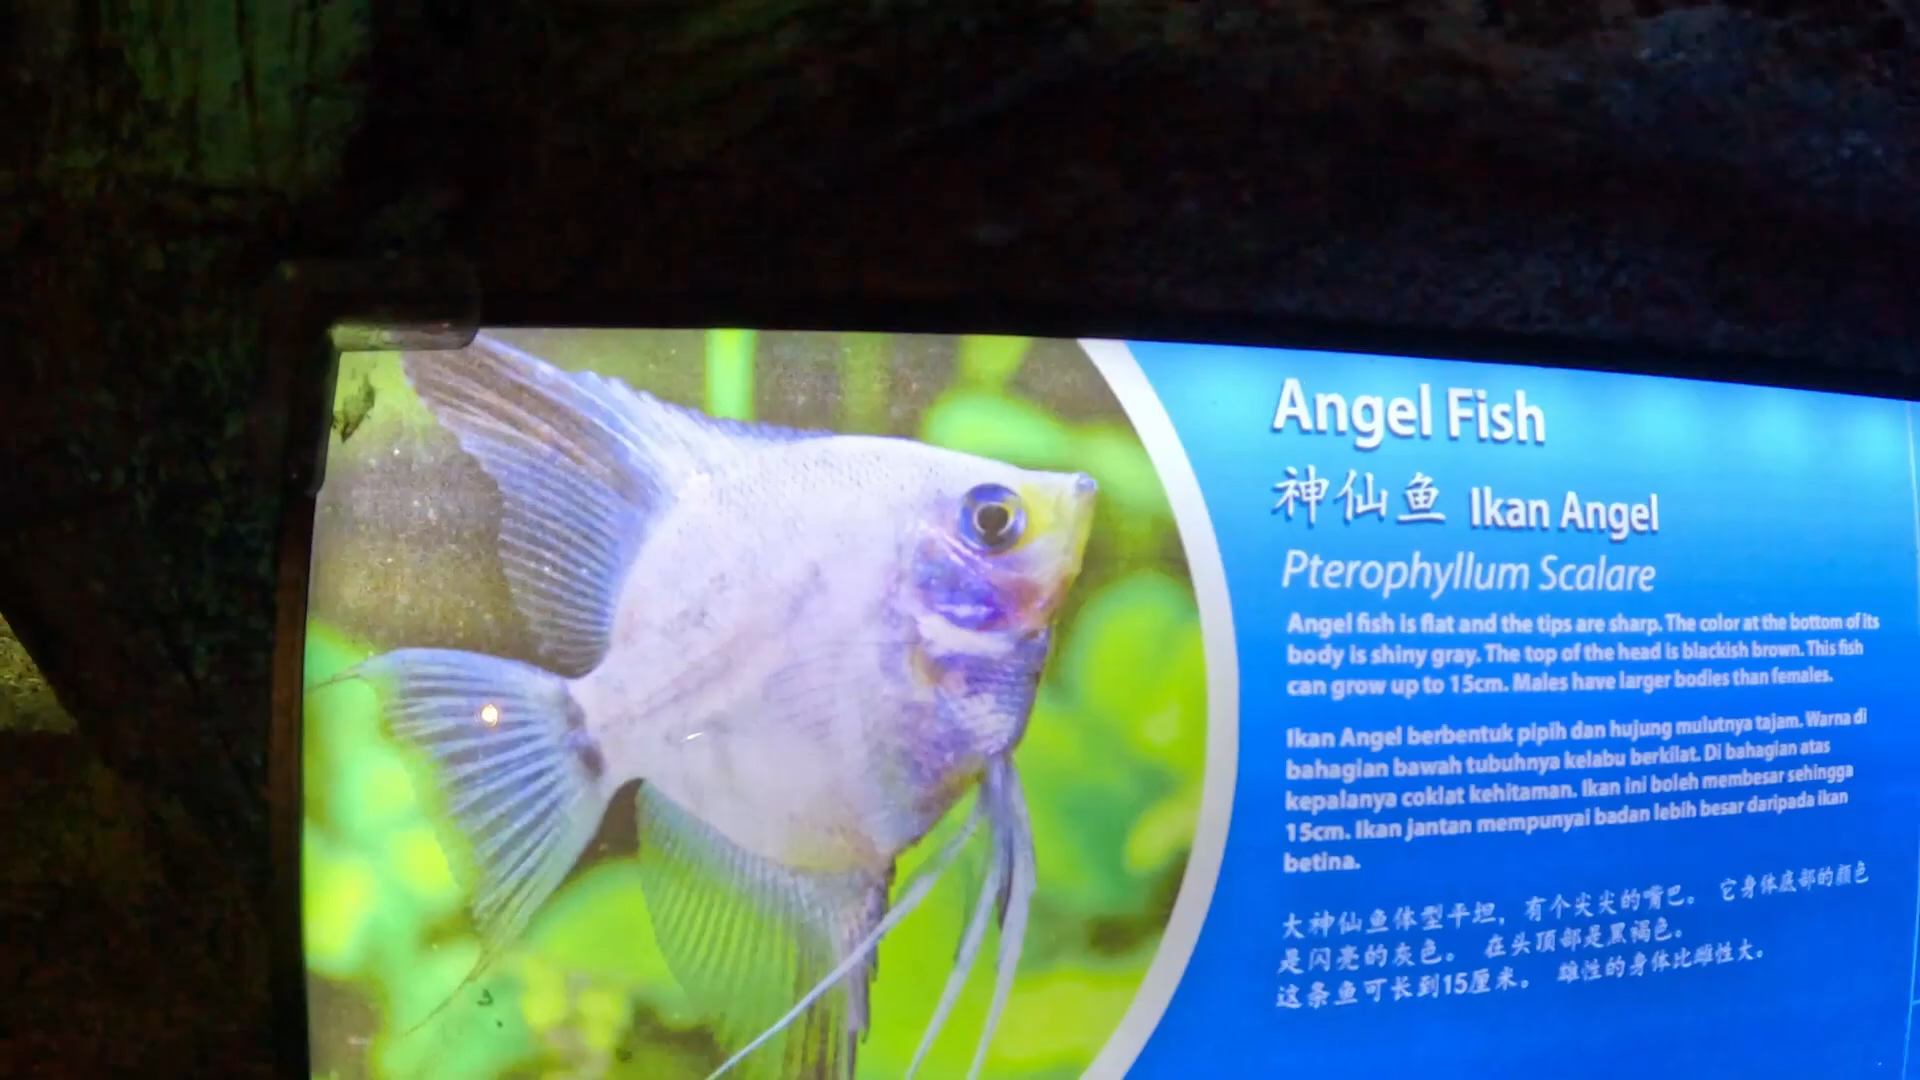 Angel Fish
神仙鱼 Ikan Angel
Pterophyllum Scalare
Angel fish is flat and the tips are sharp. The color at the bottom of its
body is shiny gray. The top of the head is blackish brown. This fish
can grow up to 15cm. Males have larger bodies than females.
Ikan Angel berbentuk pipih dan hujung mulutnya tajam. Warna di
bahagian bawah tubuhnya kelabu berkilat. Di bahagian atas
kepalanya coklat kehitaman. Ikan ini boleh membesar sehingga
15cm. Ikan jantan mempunyai badan lebih besar daripada ikan
betina.
大神仙鱼体型平坦，有个尖尖的嘴巴。 它身体底部的颜色
是闪亮的灰色。 在头顶部是黑褐色。
这条鱼可长到15厘米。 雄性的身体比雌性大。